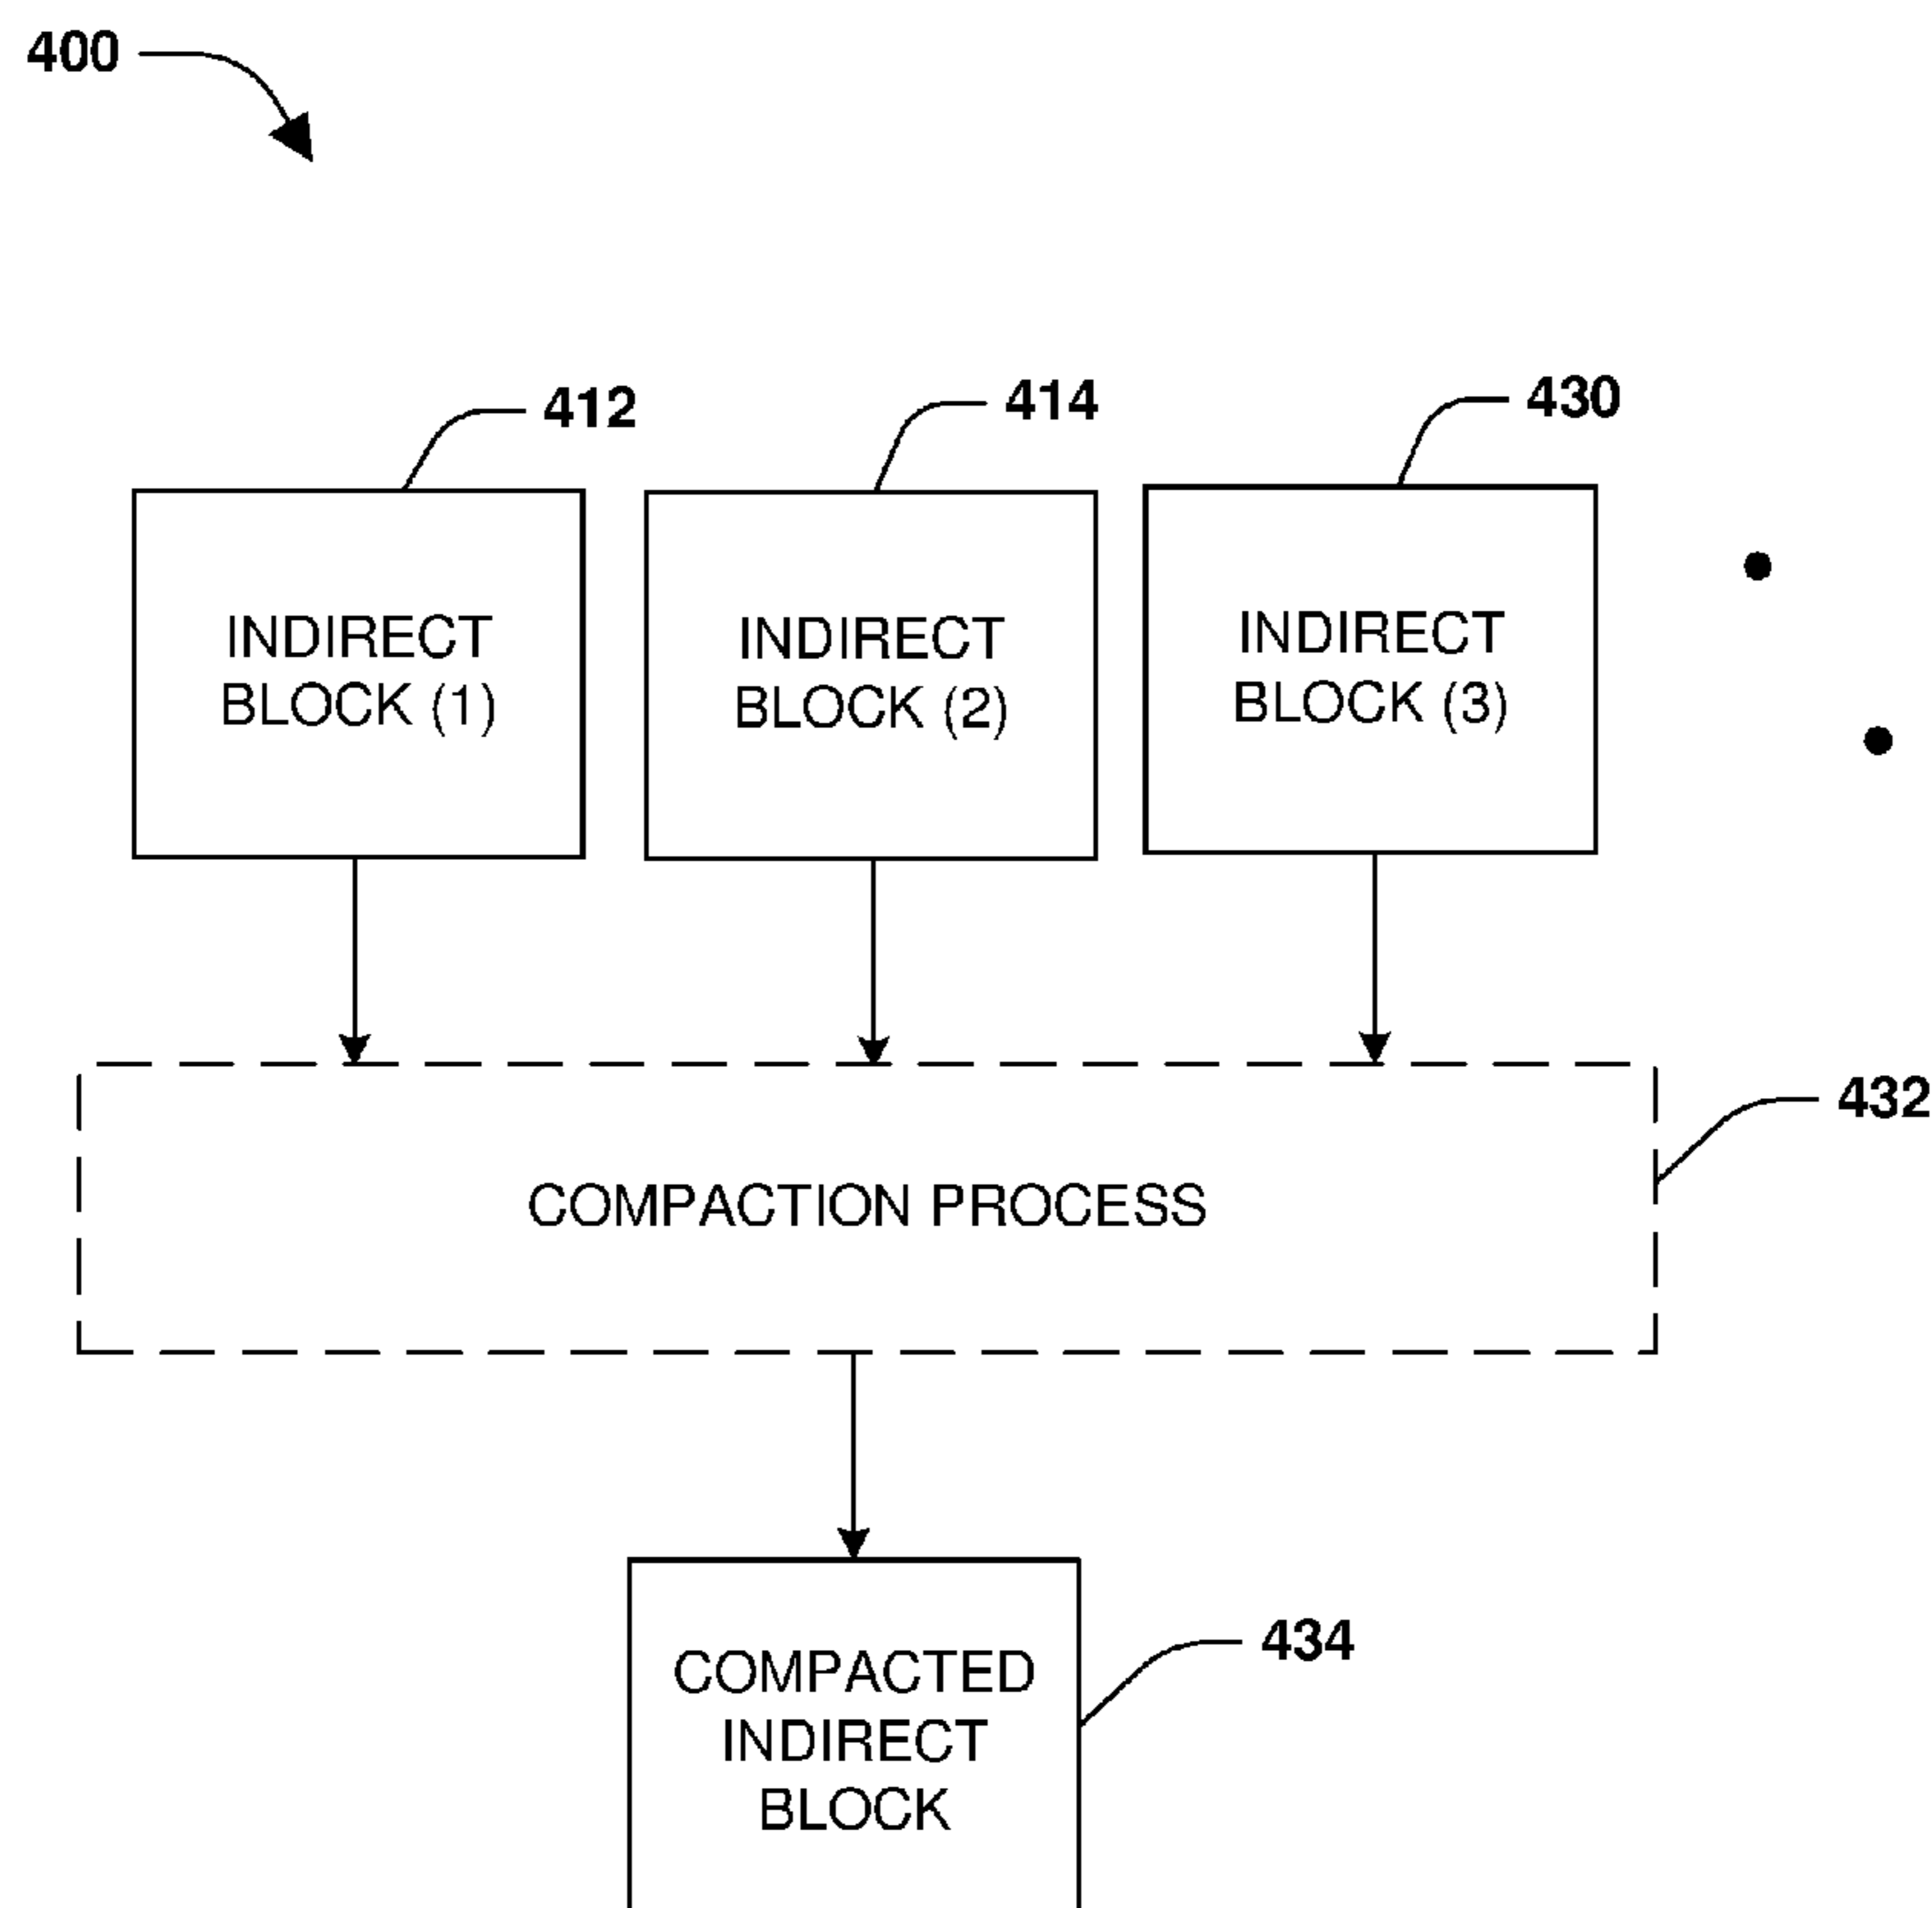 400
412
414
430
INDIRECT
BLOCK (1)
INDIRECT
BLOCK (2)
INDIRECT
BLOCK (3)
432
COMPACTION PROCESS
434
COMPACTED
INDIRECT
BLOCK